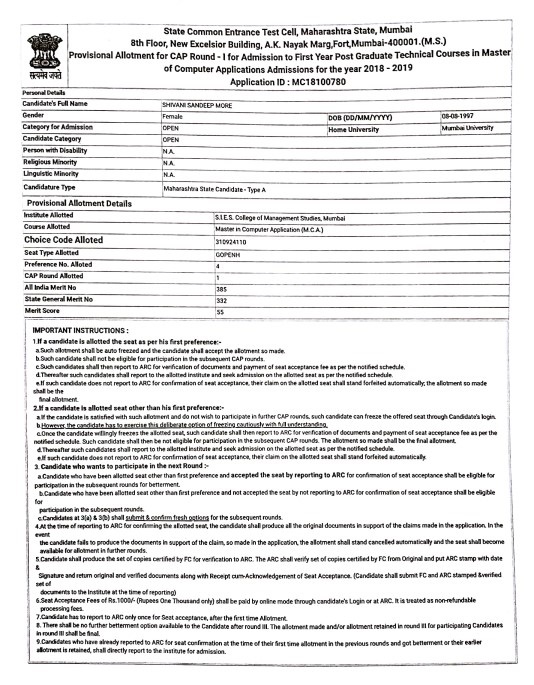 State Common Entrance Test Cell, Maharashtra State, Mumbai
8th Floor, New Excelsior Building, A.K. Nayak Marg,Fort,Mumbai-400001.(M.S.)
Provisional Allotment for CAP Round - I for Admission to First Year Post Graduate Technical Courses in Master
of Computer Applications Admissions for the year 2018 - 2019
Application ID : MC18100780
सत्यमेव जयते
Personal Details
Candidate's Full Name SHIVANI SANDEEP MORE
Gender Female DOB (DD/MM/YYYY) 08-08-1997
Category for Admission OPEN Home University Mumbai University
Candidate Category OPEN
Person with Disability N.A.
Religious Minority N.A.
Linguistic Minority N.A.
Candidature Type Maharashtra State Candidate - Type A
Provisional Allotment Details
Institute Allotted S.I.E.S. College of Management Studies, Mumbai
Course Allotted Master in Computer Application (M.C.A.)
Choice Code Alloted 310924110
Seat Type Allotted GOPENH
Preference No. Alloted 4
CAP Round Allotted 1
All India Merit No 385
State General Merit No 332
Merit Score 55
IMPORTANT INSTRUCTIONS :
1.If a candidate is allotted the seat as per his first preference:-
a.Such allotment shall be auto freezed and the candidate shall accept the allotment so made.
b.Such candidate shall not be eligible for participation in the subsequent CAP rounds.
c.Such candidates shall then report to ARC for verification of documents and payment of seat acceptance fee as per the notified schedule.
d.Thereafter such candidates shall report to the allotted institute and seek admission on the allotted seat as per the notified schedule.
e.If such candidate does not report to ARC for confirmation of seat acceptance, their claim on the allotted seat shall stand forfeited automatically; the allotment so made
shall be the
final allotment.
2.If a candidate is allotted seat other than his first preference:-
a.If the candidate is satisfied with such allotment and do not wish to participate in further CAP rounds, such candidate can freeze the offered seat through Candidate's login.
b.However, the candidate has to exercise this deliberate option of freezing cautiously with full understanding.
c.Once the candidate willingly freezes the allotted seat, such candidate shall then report to ARC for verification of documents and payment of seat acceptance fee as per the
notified schedule. Such candidate shall then be not eligible for participation in the subsequent CAP rounds. The allotment so made shall be the final allotment.
d.Thereafter such candidates shall report to the allotted institute and seek admission on the allotted seat as per the notified schedule.
e.If such candidate does not report to ARC for confirmation of seat acceptance, their claim on the allotted seat shall stand forfeited automatically.
3. Candidate who wants to participate in the next Round :-
a.Candidate who have been allotted seat other than first preference and accepted the seat by reporting to ARC for confirmation of seat acceptance shall be eligible for
participation in the subsequent rounds for betterment.
b.Candidate who have been allotted seat other than first preference and not accepted the seat by not reporting to ARC for confirmation of seat acceptance shall be eligible
for
participation in the subsequent rounds.
c.Candidates at 3(a) & 3(b) shall submit & confirm fresh options for the subsequent rounds.
4.At the time of reporting to ARC for confirming the allotted seat, the candidate shall produce all the original documents in support of the claims made in the application. In the
event
the candidate fails to produce the documents in support of the claim, so made in the application, the allotment shall stand cancelled automatically and the seat shall become
available for allotment in further rounds.
5.Candidate shall produce the set of copies certified by FC for verification to ARC. The ARC shall verify set of copies certified by FC from Original and put ARC stamp with date
&
Signature and return original and verified documents along with Receipt cum-Acknowledgement of Seat Acceptance. (Candidate shall submit FC and ARC stamped &verified
set of
documents to the Institute at the time of reporting)
6.Seat Acceptance Fees of Rs.1000/- (Rupees One Thousand only) shall be paid by online mode through candidate's Login or at ARC. It is treated as non-refundable
processing fees.
7.Candidate has to report to ARC only once for Seat acceptance, after the first time Allotment.
8. There shall be no further betterment option available to the Candidate after round III. The allotment made and/or allotment retained in round III for participating Candidates
in round III shall be final.
9.Candidates who have already reported to ARC for seat confirmation at the time of their first time allotment in the previous rounds and got betterment or their earlier
allotment is retained, shall directly report to the institute for admission.